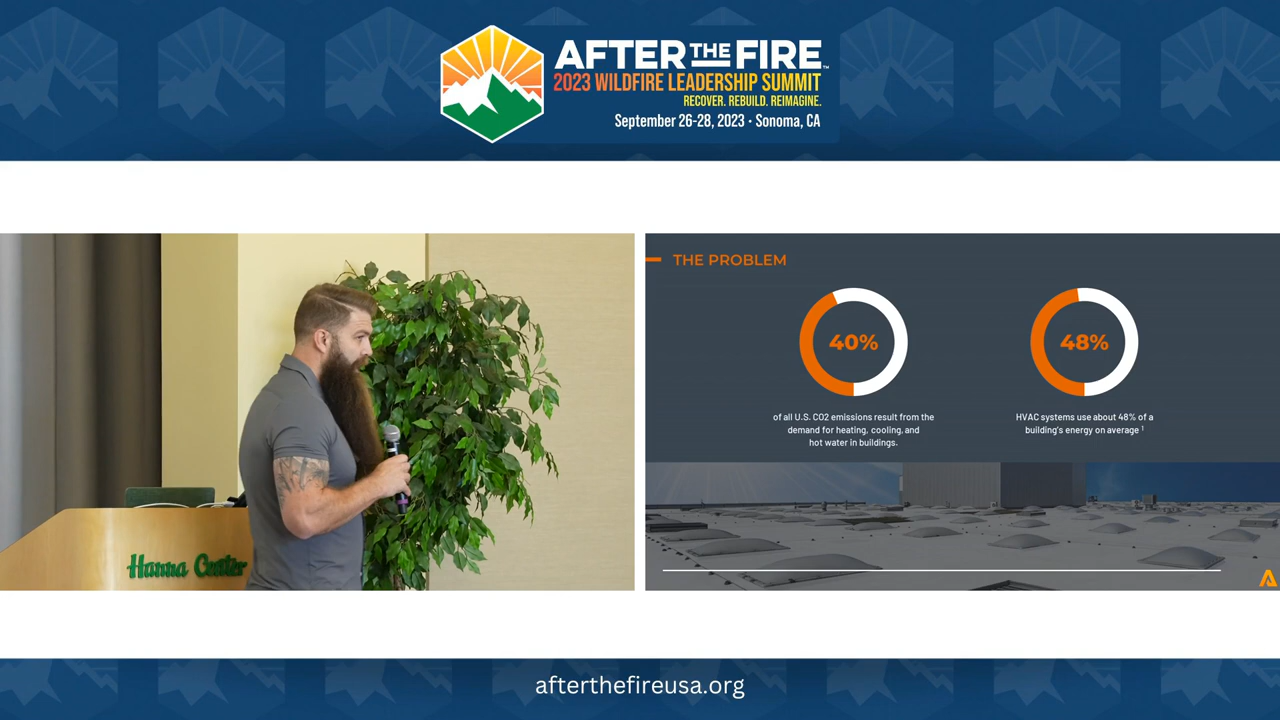 AFTER THE FIRE™
2023 WILDFIRE LEADERSHIP SUMMIT
RECOVER. REBUILD. REIMAGINE.
September 26-28, 2023 • Sonoma, CA
Hanna Center
THE PROBLEM
40%
of all U.S. CO2 emissions result from the
demand for heating, cooling, and
hot water in buildings.
48%
HVAC systems use about 48% of a
building's energy on average 1
afterthefireusa.org